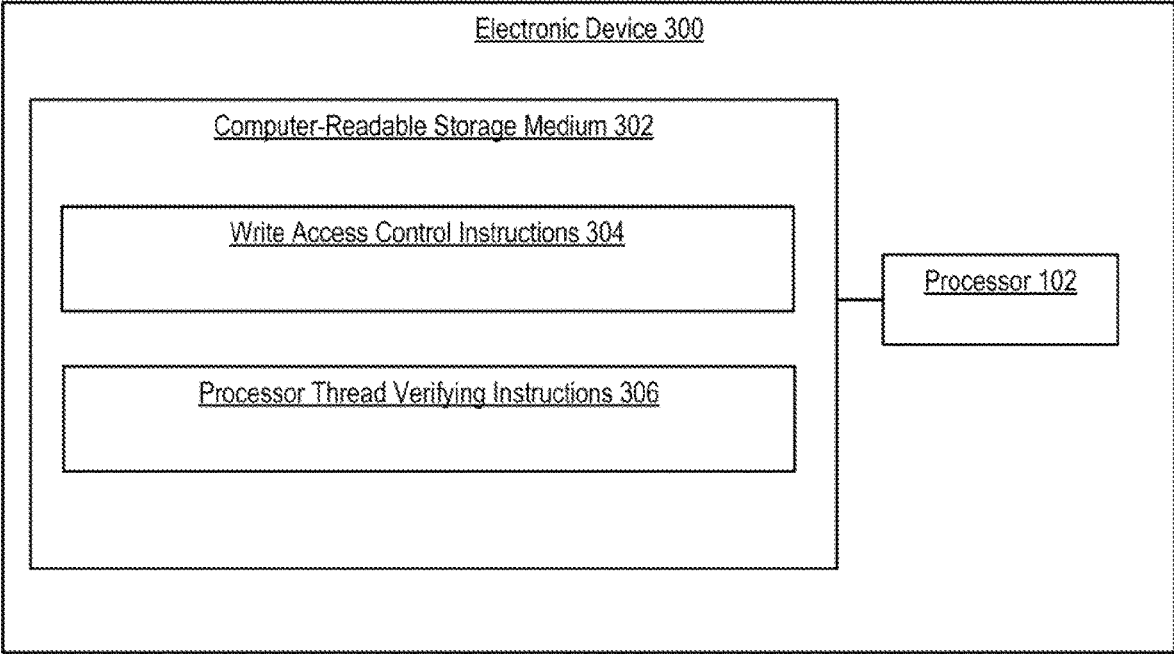 Electronic Device 300
Computer-Readable Storage Medium 302
Write Access Control Instructions 304
Processor 102
Processor Thread Verifying Instructions 306